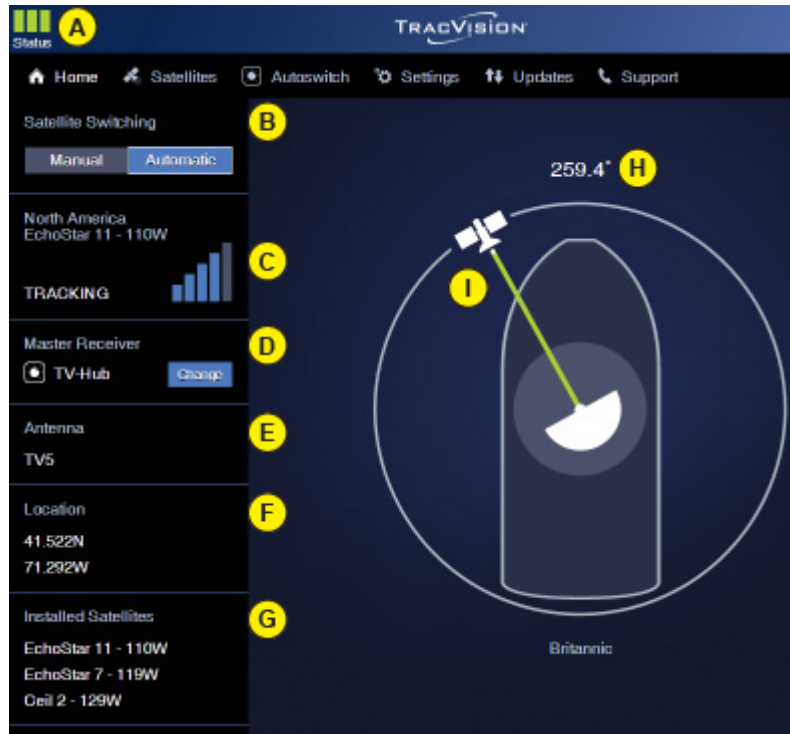 A
Status
TRACVISION
Home Satellites Autoswitch Settings Updates Support
Satellite Switching
B
Manual Automatic
North America
EchoStar 11 - 110W
C
TRACKING
Master Receiver
D
TV-Hub Change
Antenna
E
TV5
Location
F
41.522N
71.292W
Installed Satellites
G
EchoStar 11 - 110W
EchoStar 7 - 119W
Ceil 2 - 129W
259.4° H
I
Britannic